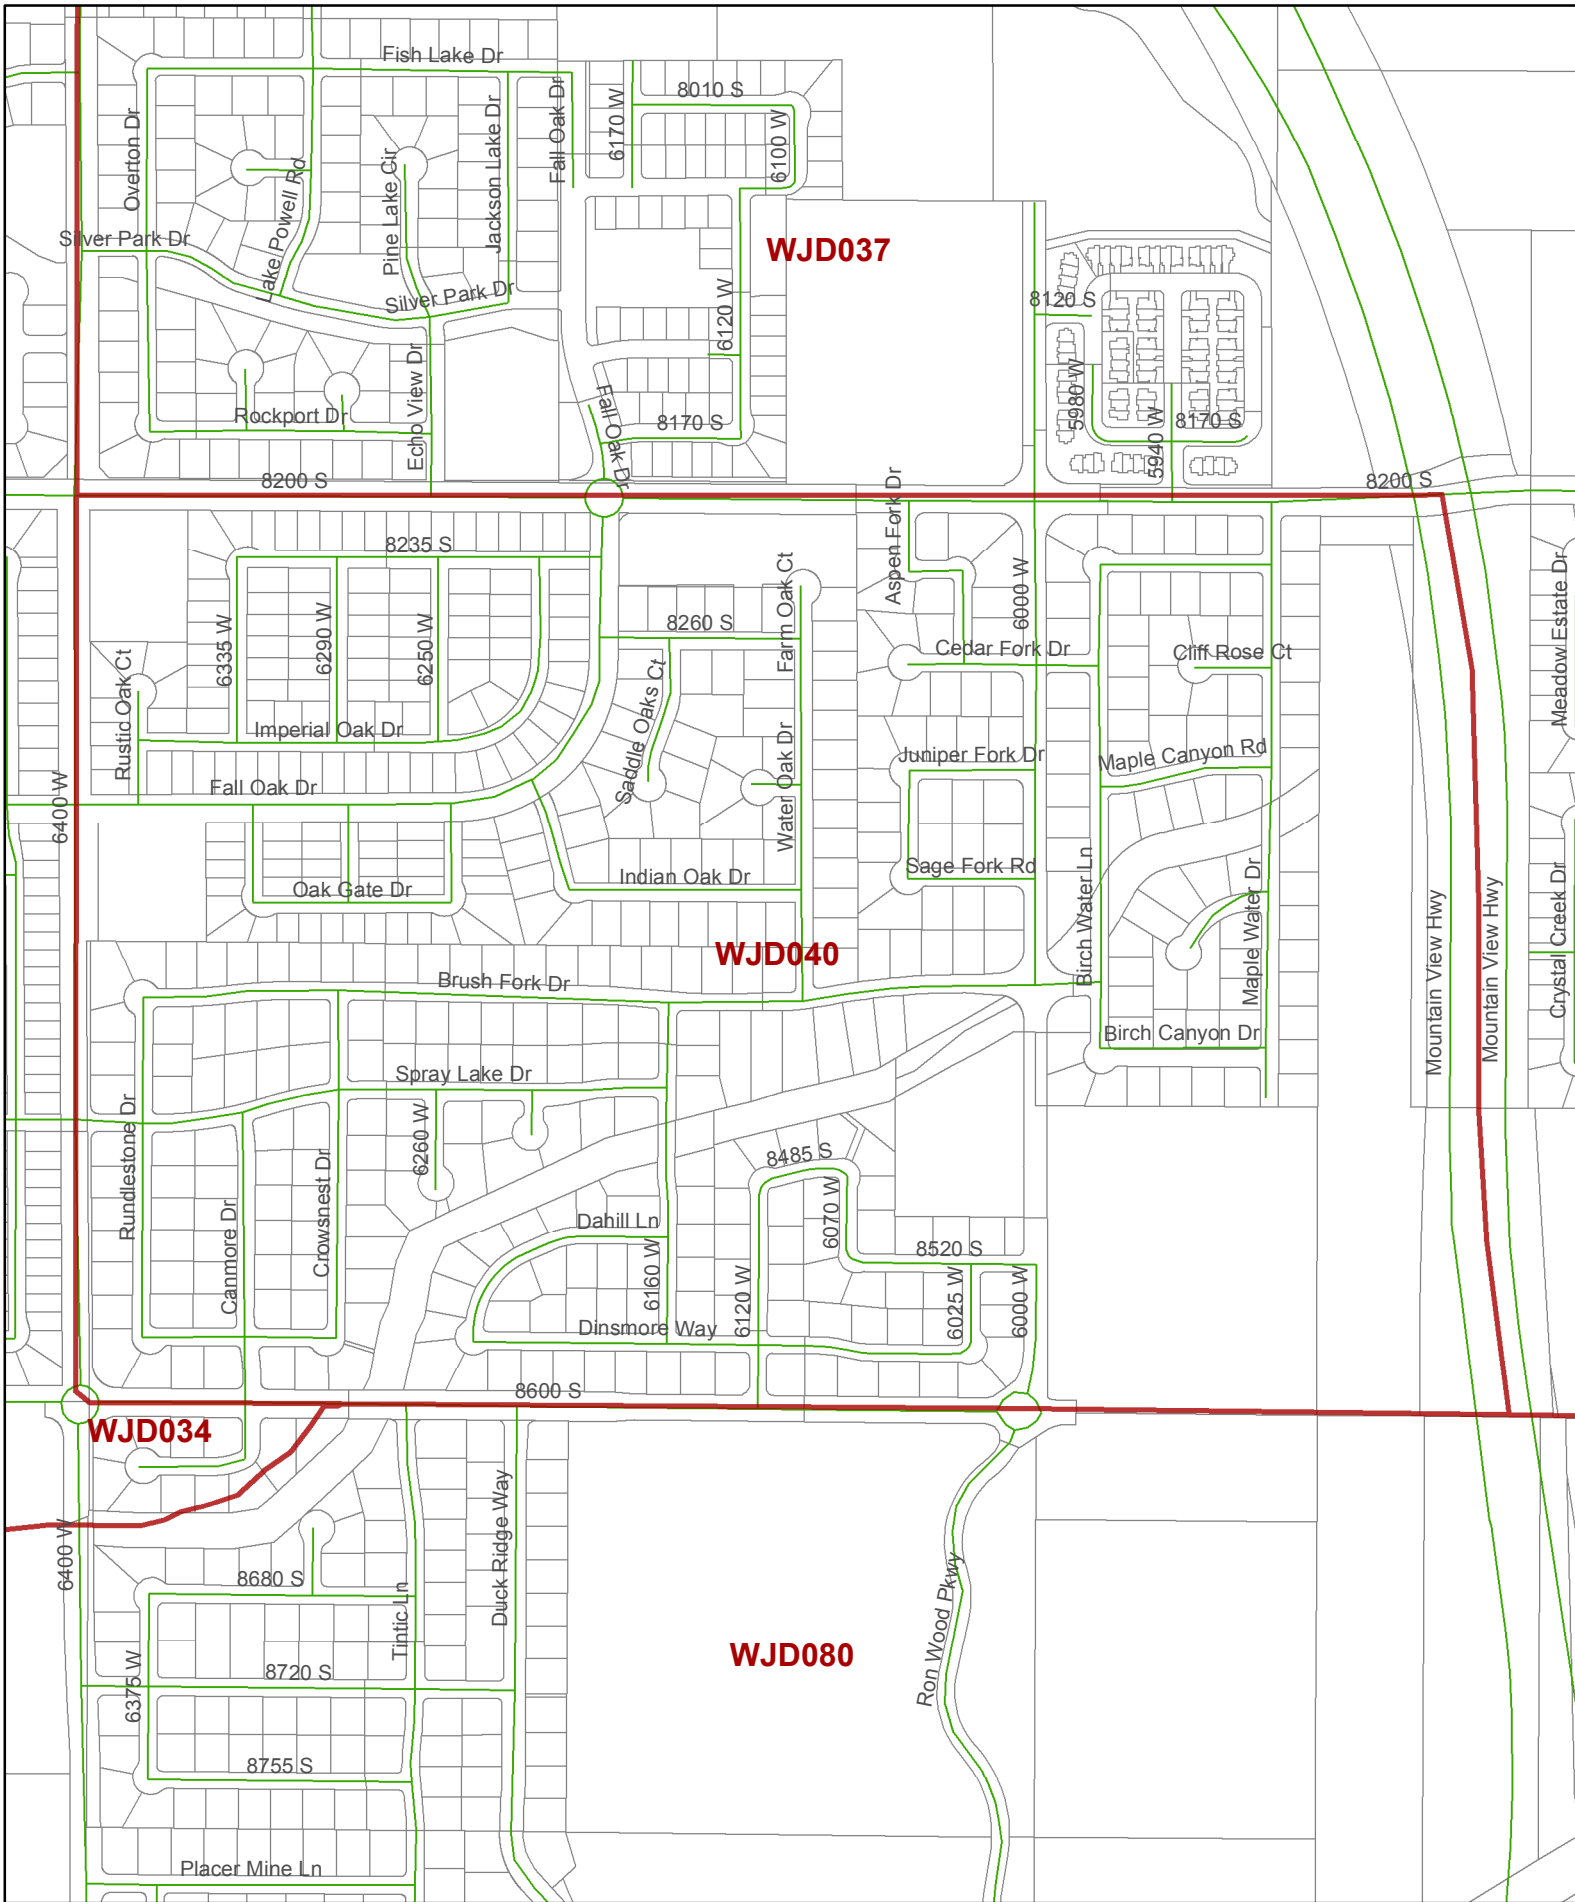 Fish Lake Dr
8010 S
Overton Dr
Fall Oak Dr
6170 W
6100 W
Jackson Lake Dr
Pine Lake Cir
Lake Powell Rd
Silver Park Dr
WJD037
Silver Park Dr
8120 S
6120 W
Echo View Dr
5980 W
Rockport Dr
Fall Oak Dr
8170 S
5940 W
8170 S
8200 S
8200 S
Aspen Fork Dr
8235 S
Farm Oak Ct
6000 W
Meadow Estate Dr
6335 W
6290 W
6250 W
8260 S
Cedar Fork Dr
Cliff Rose Ct
Rustic Oak Ct
Imperial Oak Dr
Saddle Oaks Ct
Water Oak Dr
Juniper Fork Dr
Maple Canyon Rd
6400 W
Fall Oak Dr
Sage Fork Rd
Oak Gate Dr
Indian Oak Dr
Birch Water Ln
Maple Water Dr
Mountain View Hwy
Mountain View Hwy
Crystal Creek Dr
WJD040
Brush Fork Dr
Birch Canyon Dr
Spray Lake Dr
Rundlestone Dr
6260 W
8485 S
Crowsnest Dr
Canmore Dr
Dahill Ln
6070 W
8520 S
6160 W
6120 W
6025 W
6000 W
Dinsmore Way
8600 S
WJD034
Duck Ridge Way
6400 W
8680 S
Tintic Ln
Ron Wood Pkwy
WJD080
6375 W
8720 S
8755 S
Placer Mine Ln